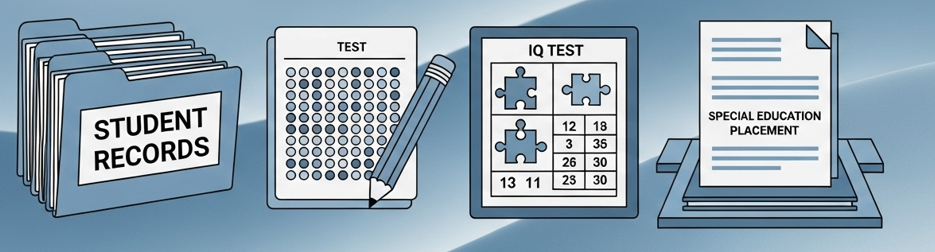 STUDENT
RECORDS
TEST
IQ TEST
12 18
3 35
26 30
13 11 23 30
SPECIAL EDUCATION
PLACEMENT